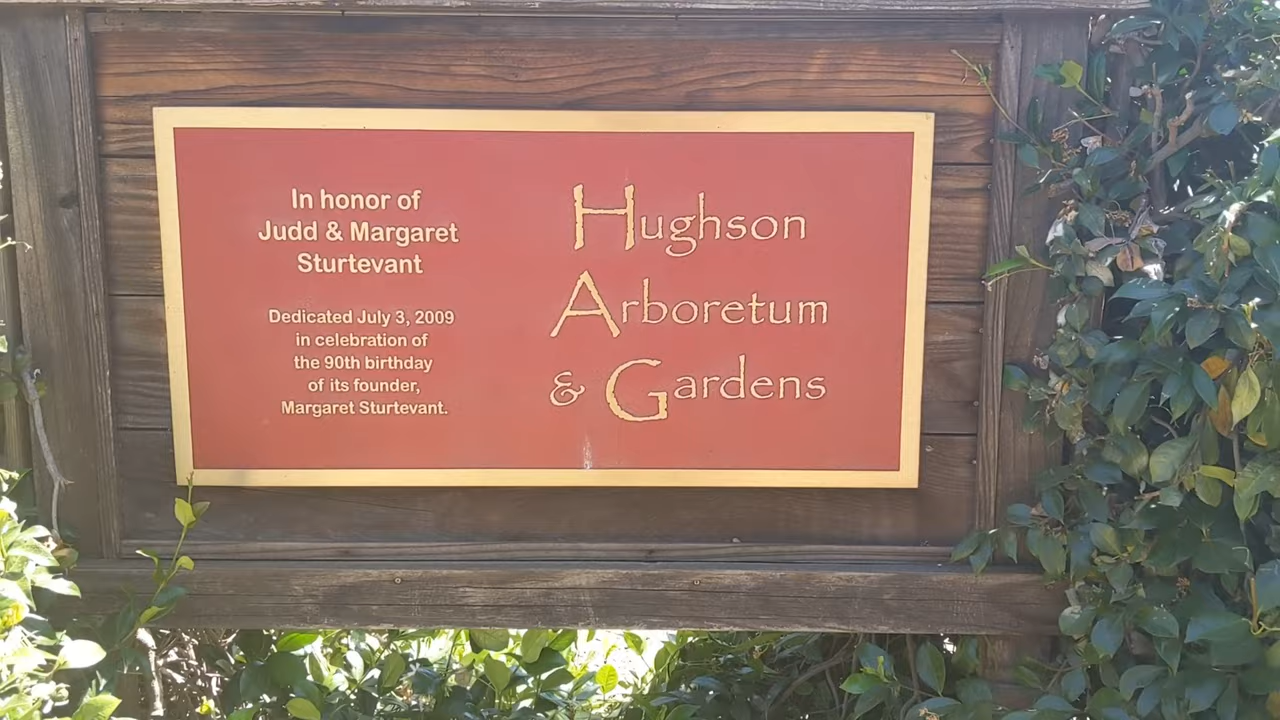 In honor of
Judd & Margaret
Sturtevant
Dedicated July 3, 2009
in celebration of
the 90th birthday
of its founder,
Margaret Sturtevant.
Hughson
Arboretum
& Gardens